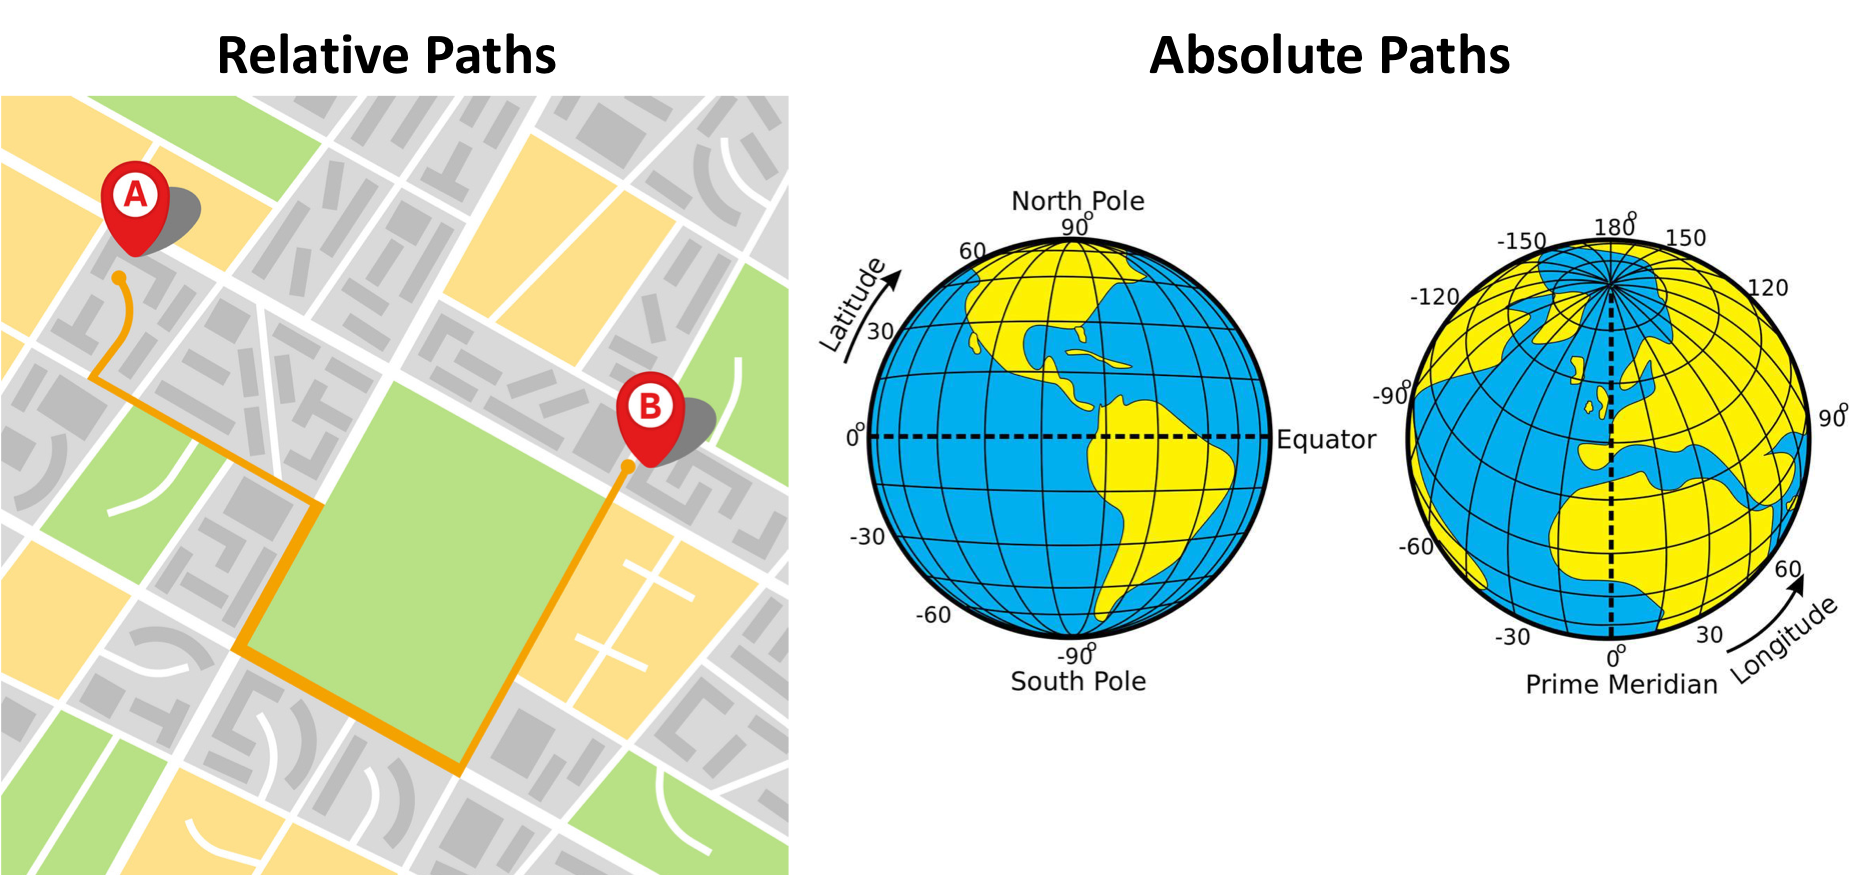 Relative Paths
A
B
Absolute Paths
North Pole
90°
60
Latitude
30
0°
Equator
-30
-60
-90°
South Pole
180°
-150
150
-120
120
-90°
90°
-60
60
-30
30
0°
Longitude
Prime Meridian